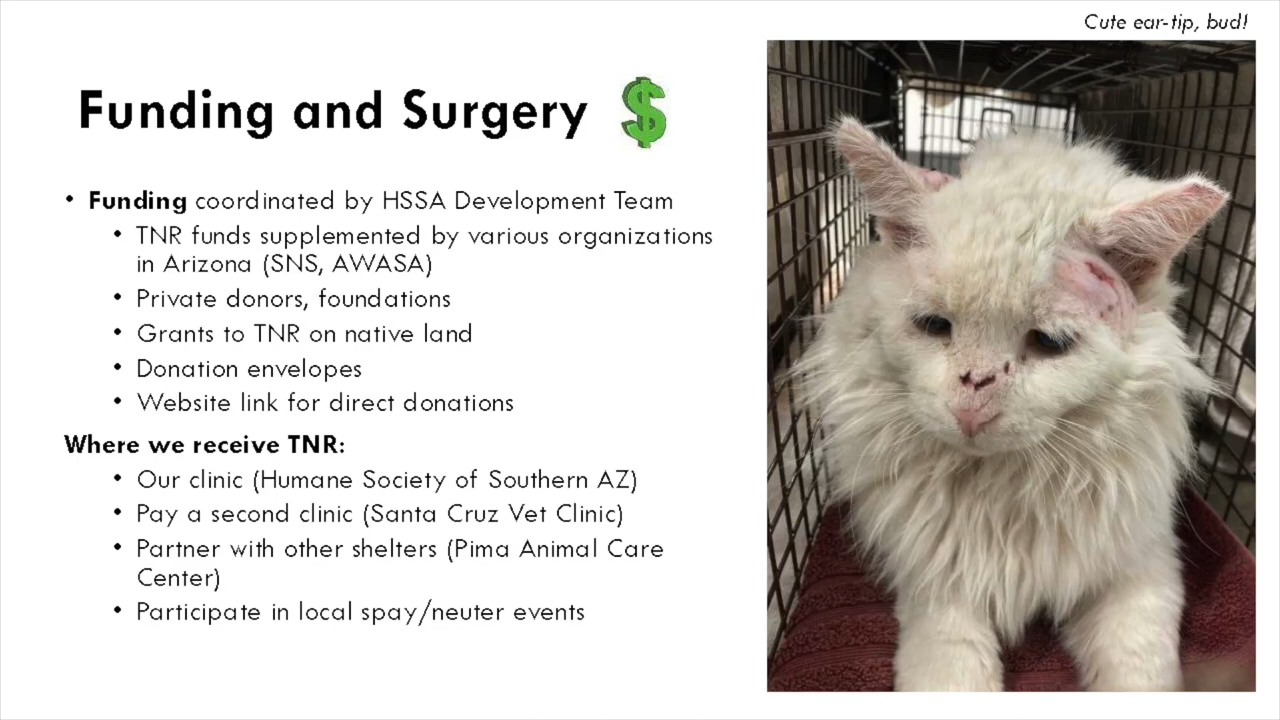 Cute ear-tip, bud!
Funding and Surgery
• Funding coordinated by HSSA Development Team
• TNR funds supplemented by various organizations
in Arizona (SNS, AWASA)
• Private donors, foundations
• Grants to TNR on native land
• Donation envelopes
• Website link for direct donations
Where we receive TNR:
• Our clinic (Humane Society of Southern AZ)
• Pay a second clinic (Santa Cruz Vet Clinic)
• Partner with other shelters (Pima Animal Care
Center)
• Participate in local spay/neuter events